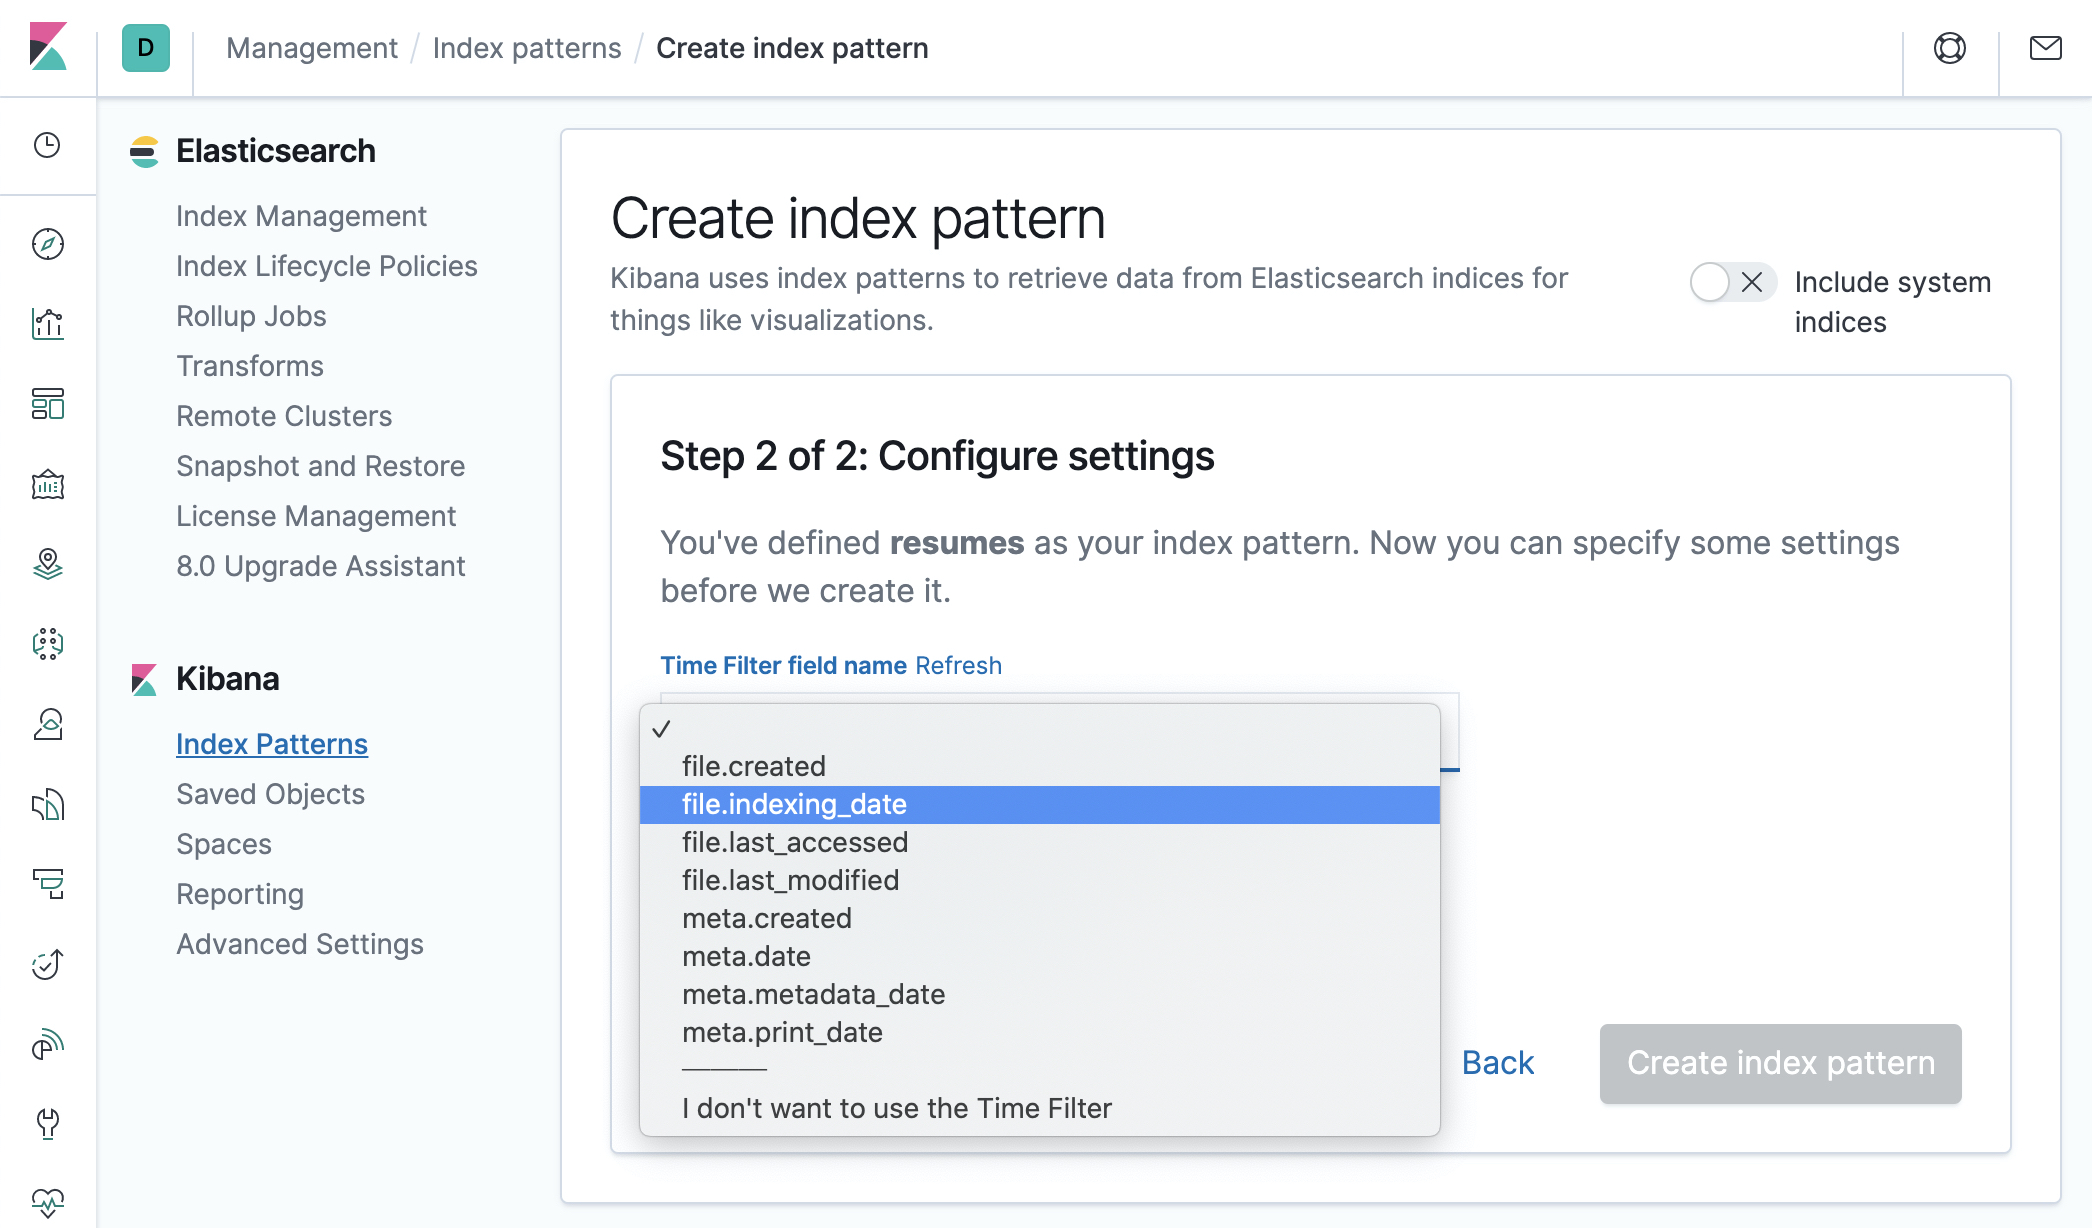 D
Management / Index patterns / Create index pattern
Elasticsearch
Index Management
Index Lifecycle Policies
Rollup Jobs
Transforms
Remote Clusters
Snapshot and Restore
License Management
8.0 Upgrade Assistant
Kibana
Index Patterns
Saved Objects
Spaces
Reporting
Advanced Settings
Create index pattern
Kibana uses index patterns to retrieve data from Elasticsearch indices for
things like visualizations.
Include system
indices
Step 2 of 2: Configure settings
You've defined resumes as your index pattern. Now you can specify some settings
before we create it.
Time Filter field name Refresh
file.created
file.indexing_date
file.last_accessed
file.last_modified
meta.created
meta.date
meta.metadata_date
meta.print_date
I don't want to use the Time Filter
Back
Create index pattern